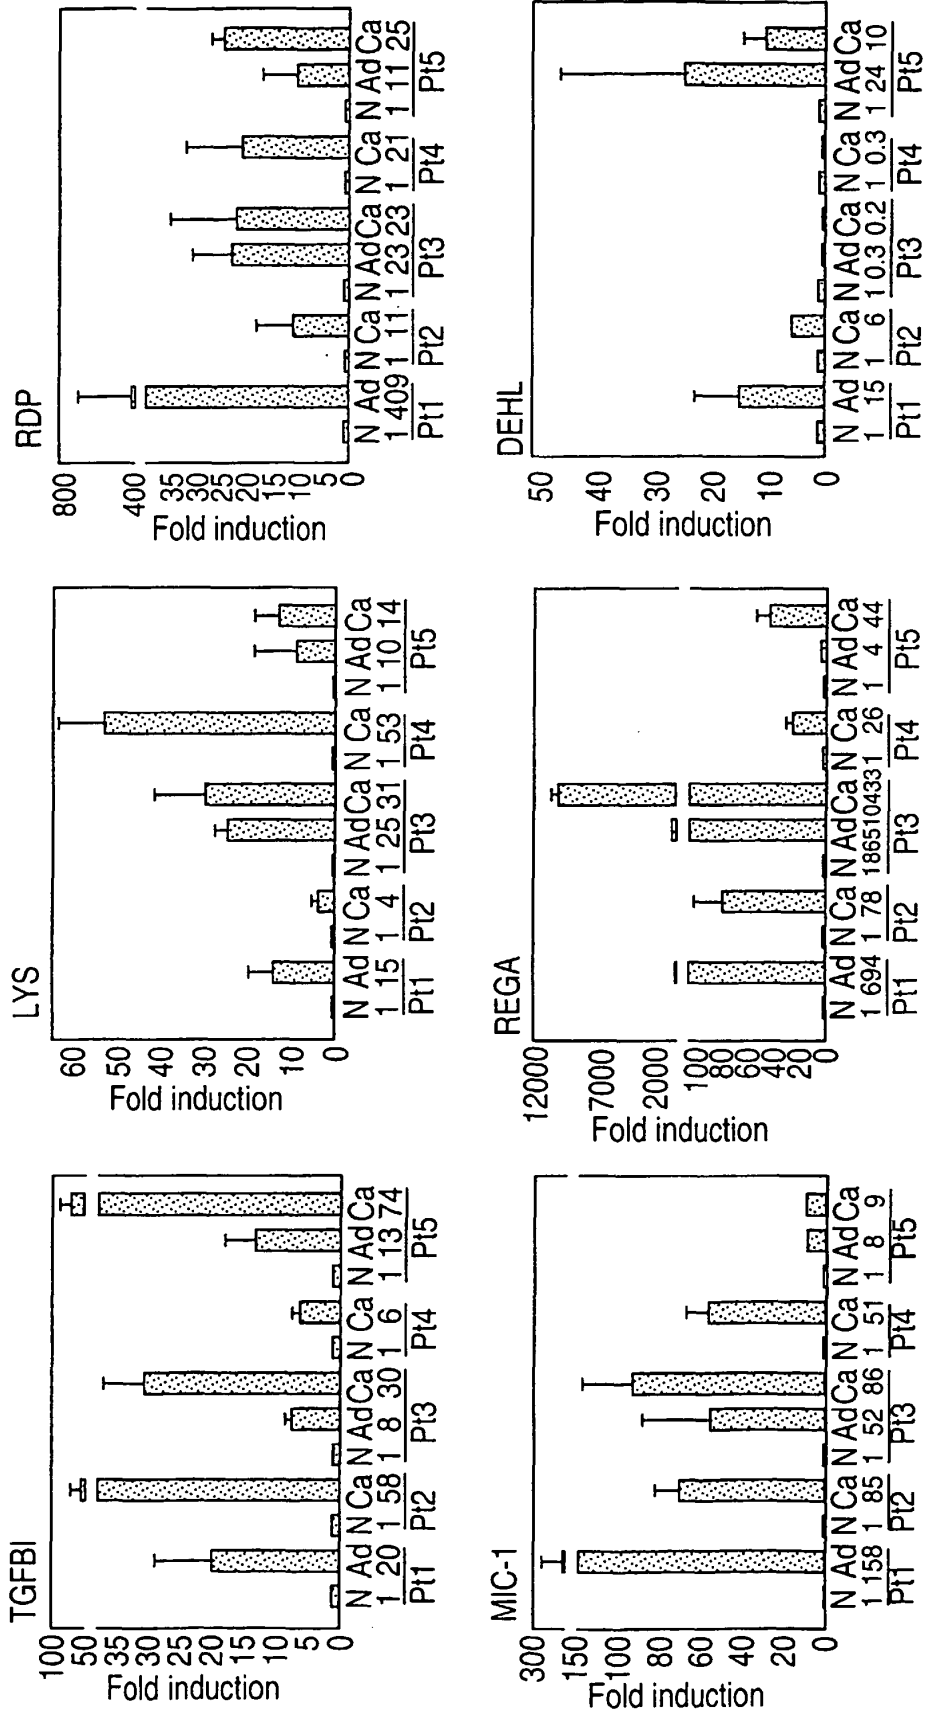 TGFBI
Fold induction
100
50
35
30
25
20
15
10
5
0
N Ad N Ca N Ad Ca N Ca N Ad Ca
1 20 1 58 1 8 30 1 6 1 13 74
Pt1 Pt2 Pt3 Pt4 Pt5
LYS
Fold induction
60
50
40
30
20
10
0
N Ad N Ca N Ad Ca N Ca N Ad Ca
1 15 1 4 1 25 31 1 53 1 10 14
Pt1 Pt2 Pt3 Pt4 Pt5
RDP
Fold induction
800
400
35
30
25
20
15
10
5
0
N Ad N Ca N Ad Ca N Ca N Ad Ca
1 409 1 11 1 23 23 1 21 1 11 25
Pt1 Pt2 Pt3 Pt4 Pt5
MIC-1
Fold induction
300
150
100
80
60
40
20
0
N Ad N Ca N Ad Ca N Ca N Ad Ca
1 158 1 85 1 52 86 1 51 1 8 9
Pt1 Pt2 Pt3 Pt4 Pt5
REGA
Fold induction
12000
7000
2000
100
80
60
40
20
0
N Ad N Ca N Ad Ca N Ca N Ad Ca
1 694 1 78 1865104331 26 1 4 44
Pt1 Pt2 Pt3 Pt4 Pt5
DEHL
Fold induction
50
40
30
20
10
0
N Ad N Ca N Ad Ca N Ca N Ad Ca
1 15 1 6 1 0.3 0.2 1 0.3 1 24 10
Pt1 Pt2 Pt3 Pt4 Pt5